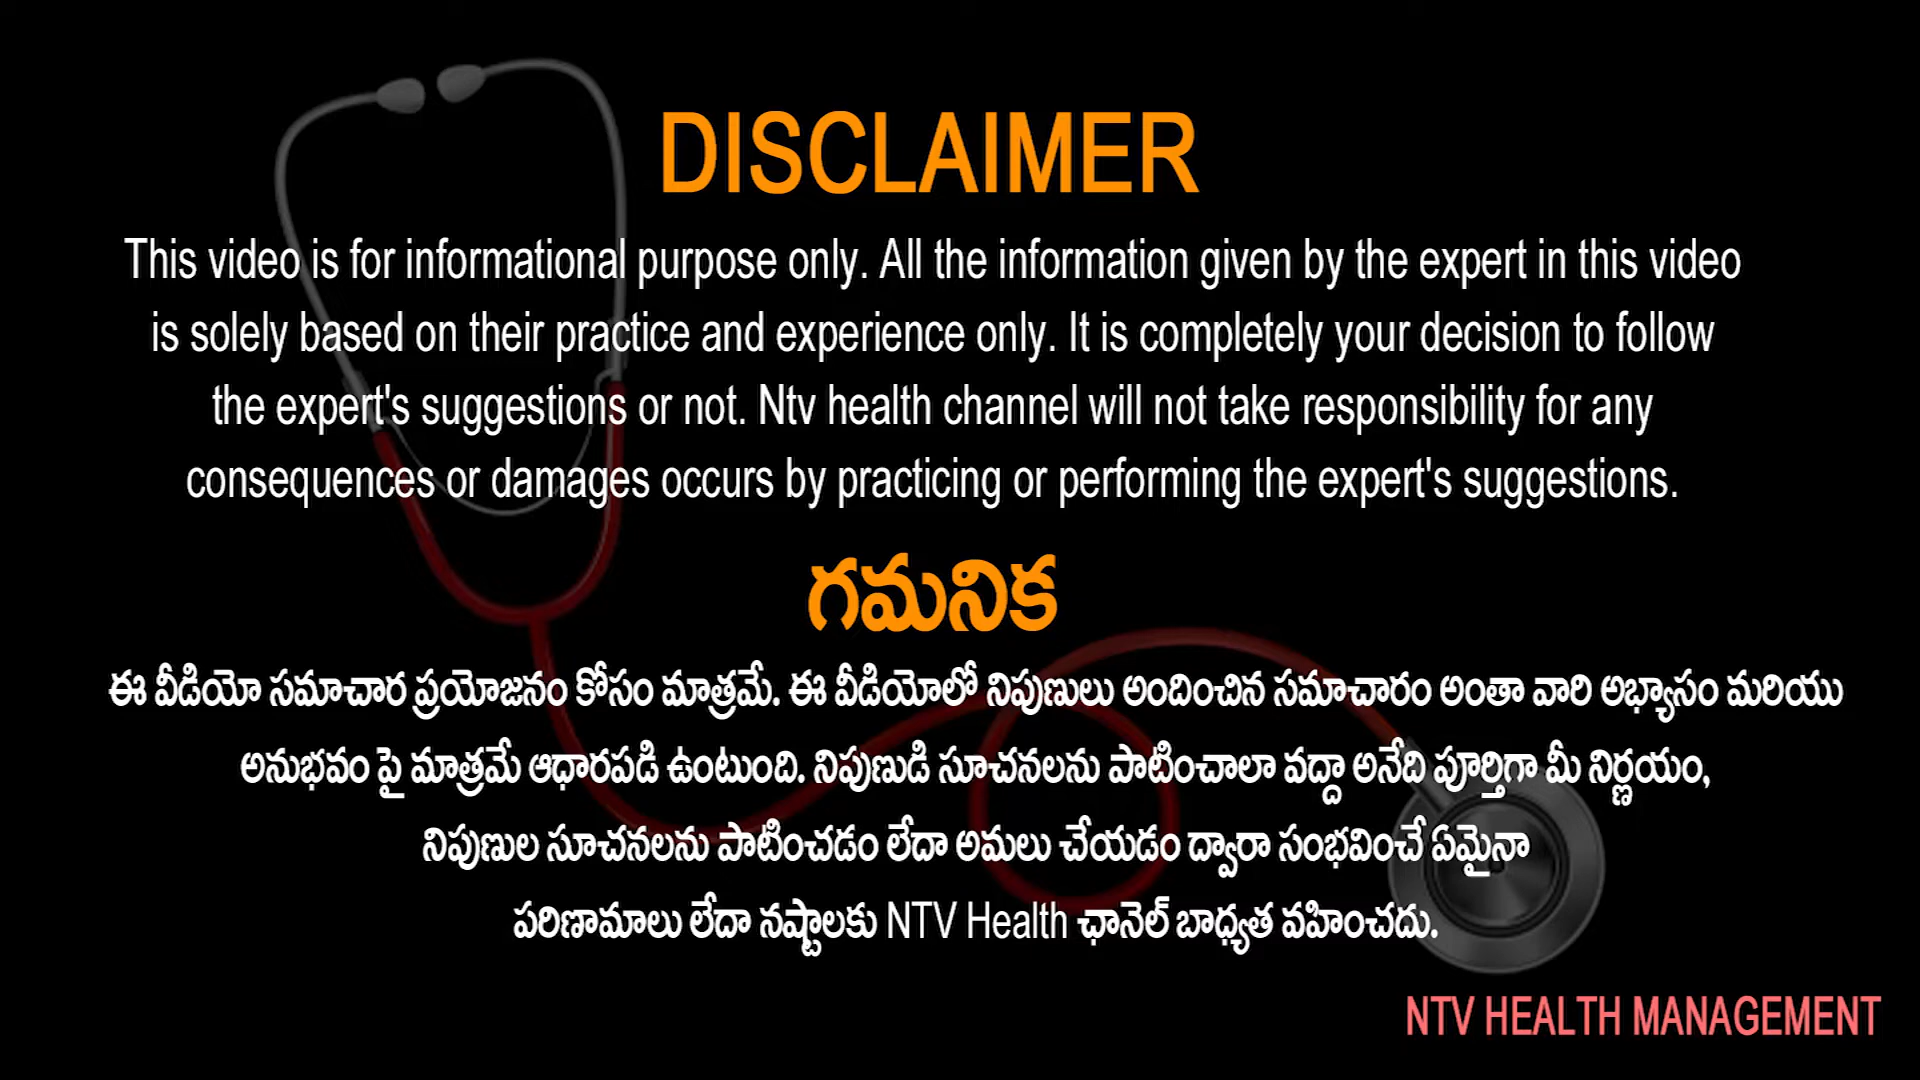 DISCLAIMER
This video is for informational purpose only. All the information given by the expert in this video
is solely based on their practice and experience only. It is completely your decision to follow
the expert's suggestions or not. Ntv health channel will not take responsibility for any
consequences or damages occurs by practicing or performing the expert's suggestions.
గమనిక
ఈ వీడియో సమాచార ప్రయోజనం కోసం మాత్రమే. ఈ వీడియోలో నిపుణులు అందించిన సమాచారం అంతా వారి అభ్యాసం మరియు
అనుభవం పై మాత్రమే ఆధారపడి ఉంటుంది. నిపుణుడి సూచనలను పాటించాలా వద్దా అనేది పూర్తిగా మీ నిర్ణయం,
నిపుణుల సూచనలను పాటించడం లేదా అమలు చేయడం ద్వారా సంభవించే ఏమైనా
పరిణామాలు లేదా నష్టాలకు NTV Health ఛానెల్ బాధ్యత వహించదు.
NTV HEALTH MANAGEMENT